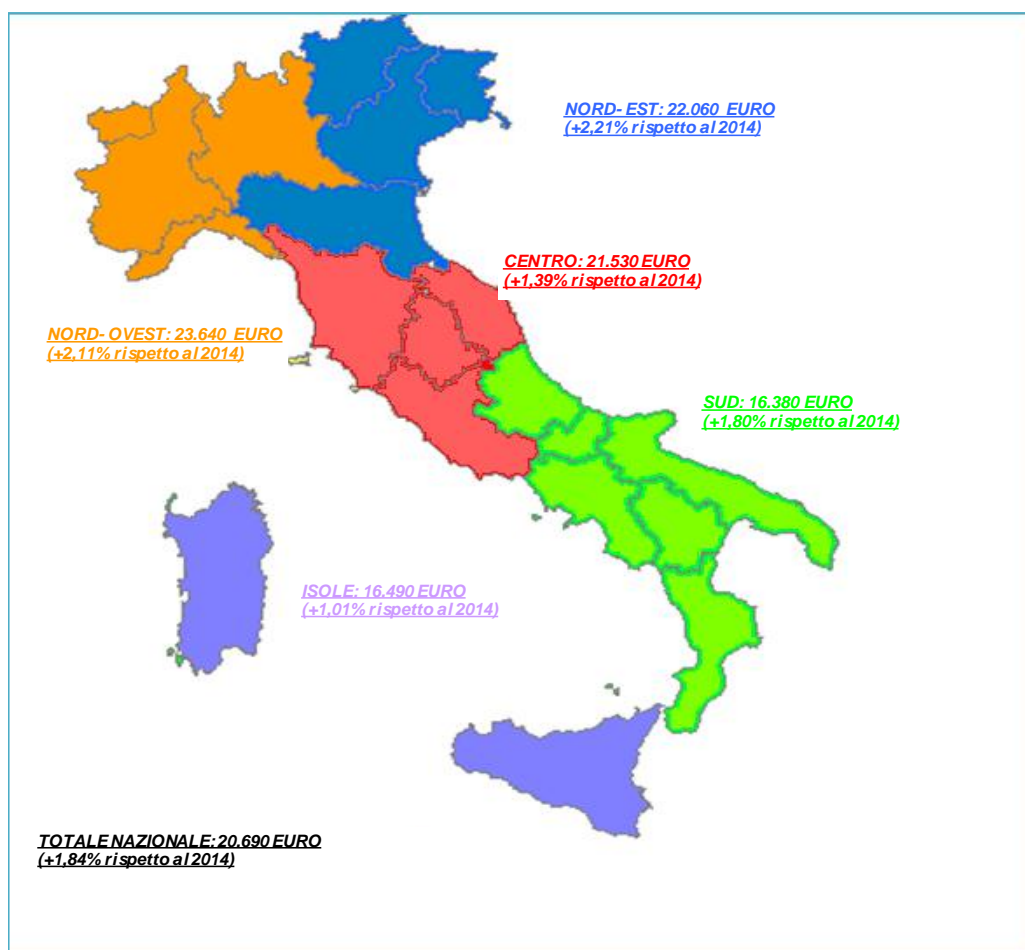 NORD- EST: 22.060 EURO
(+2,21% rispetto al 2014)
CENTRO: 21.530 EURO
(+1,39% rispetto al 2014)
NORD- OVEST: 23.640 EURO
(+2,11% rispetto al 2014)
SUD: 16.380 EURO
(+1,80% rispetto al 2014)
ISOLE: 16.490 EURO
(+1,01% rispetto al 2014)
TOTALE NAZIONALE: 20.690 EURO
(+1,84% rispetto al 2014)